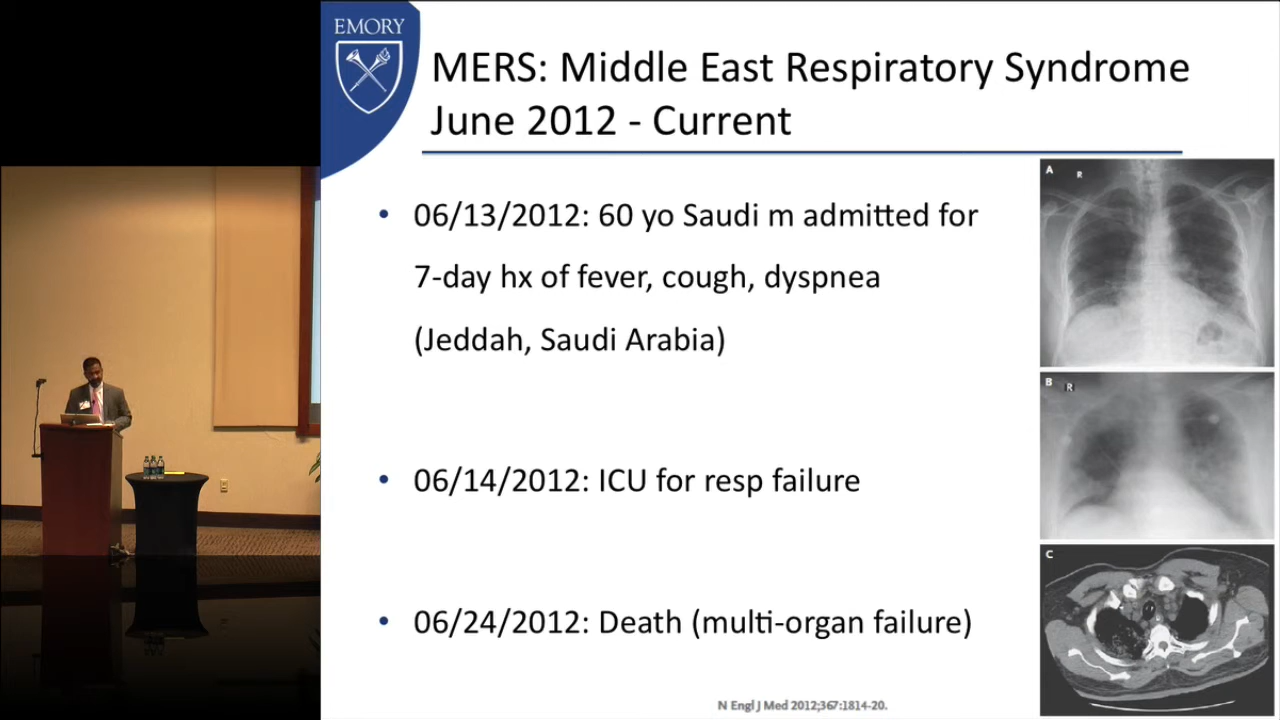 EMORY
MERS: Middle East Respiratory Syndrome
June 2012 - Current
• 06/13/2012: 60 yo Saudi m admitted for
7-day hx of fever, cough, dyspnea
(Jeddah, Saudi Arabia)
• 06/14/2012: ICU for resp failure
• 06/24/2012: Death (multi-organ failure)
A R
B R
C
N Engl J Med 2012;367:1814-20.